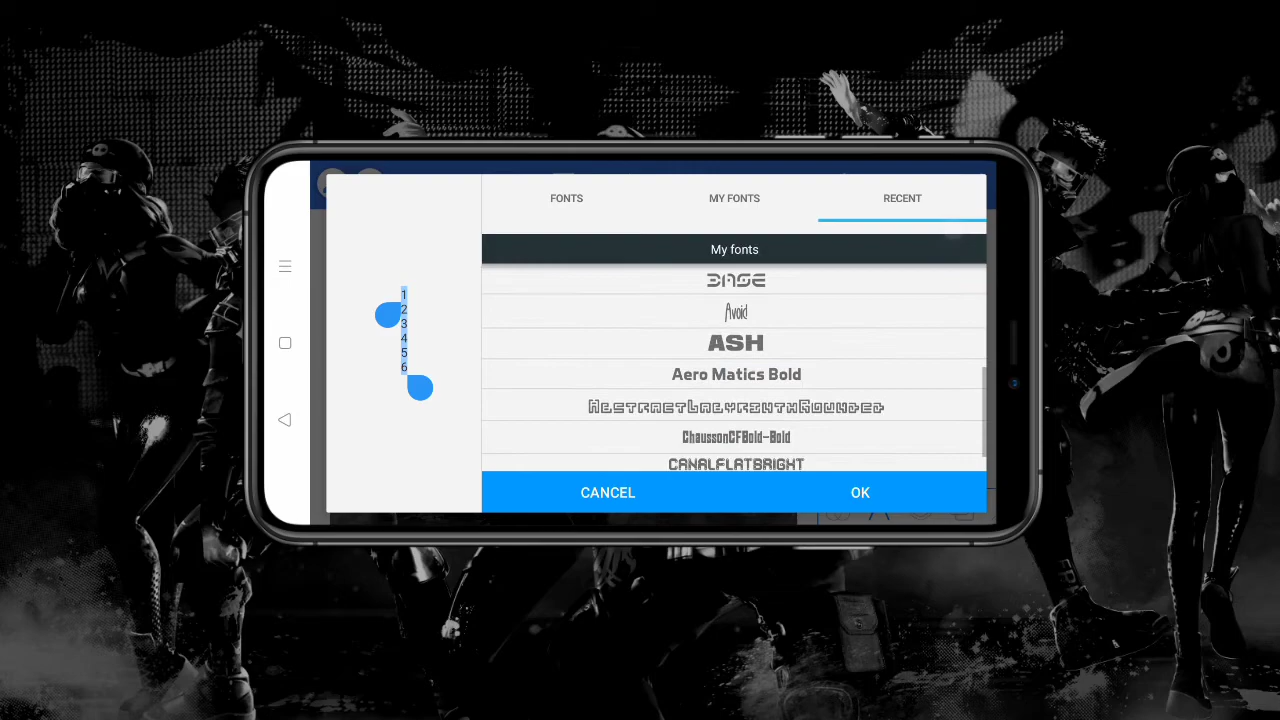 FONTS MY FONTS RECENT
My fonts
BASE
Avoid
ASH
Aero Matics Bold
AbstractLabyrinthRounded
ChaussonCFBold-Bold
CANALFLATBRIGHT
1
2
3
4
5
6
CANCEL OK